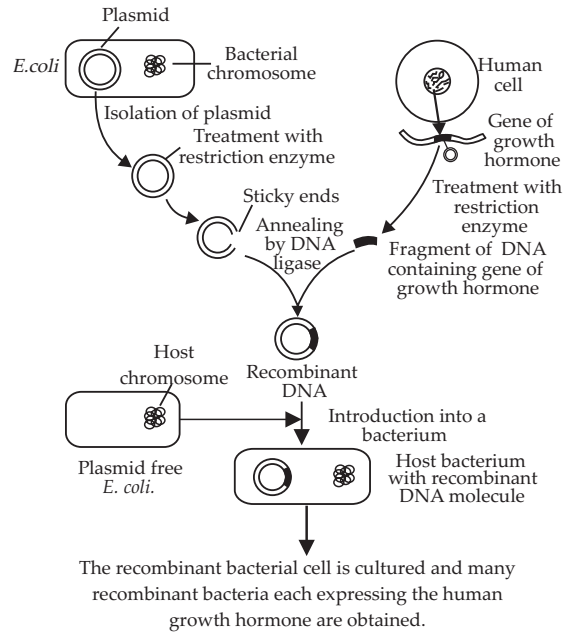 Plasmid
E.coli
Bacterial
chromosome
Human
cell
Isolation of plasmid
Gene of
growth
hormone
Treatment with
restriction enzyme
Treatment with
restriction
enzyme
Sticky ends
Annealing
by DNA
ligase
Fragment of DNA
containing gene of
growth hormone
Host
chromosome
Recombinant
DNA
Introduction into a
bacterium
Plasmid free
E. coli.
Host bacterium
with recombinant
DNA molecule
The recombinant bacterial cell is cultured and many
recombinant bacteria each expressing the human
growth hormone are obtained.